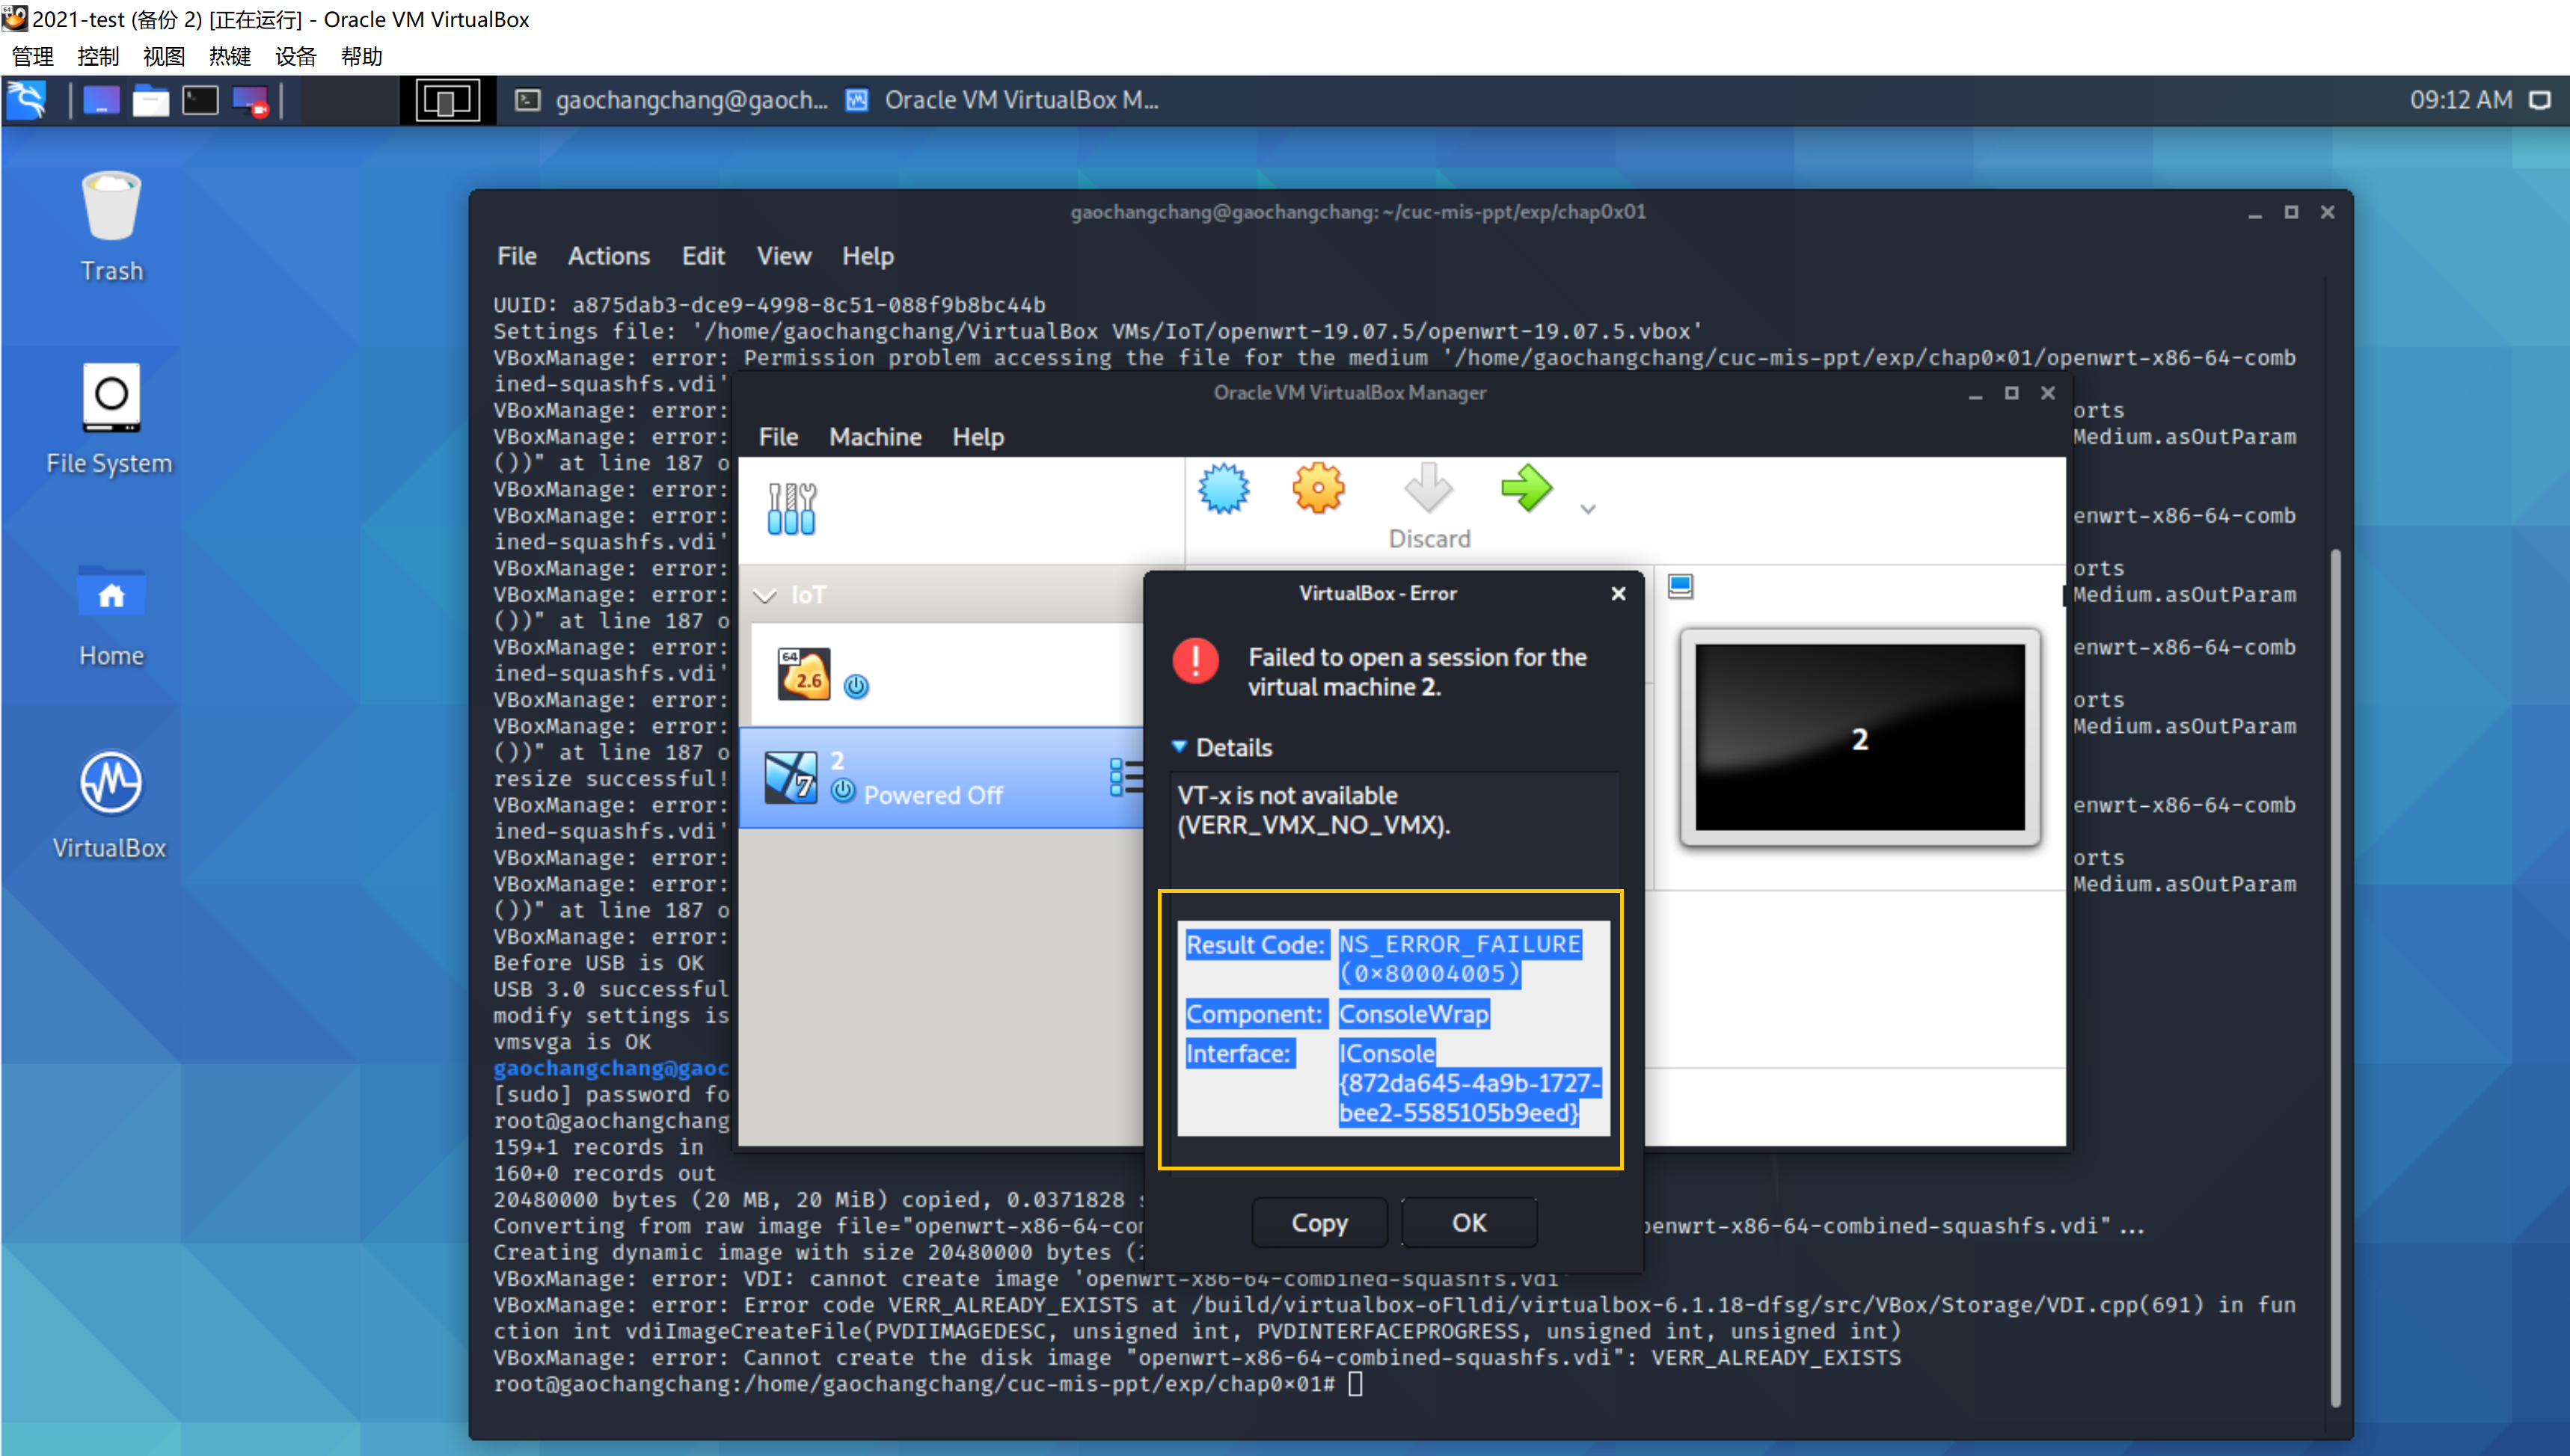 2021-test (备份 2) [正在运行] - Oracle VM VirtualBox
管理 控制 视图 热键 设备 帮助
gaochangchang@gaoch... Oracle VM VirtualBox M... 09:12 AM
Trash
File System
Home
VirtualBox
gaochangchang@gaochangchang: ~/cuc-mis-ppt/exp/chap0x01
File Actions Edit View Help
UUID: a875dab3-dce9-4998-8c51-088f9b8bc44b
Settings file: '/home/gaochangchang/VirtualBox VMs/IoT/openwrt-19.07.5/openwrt-19.07.5.vbox'
VBoxManage: error: Permission problem accessing the file for the medium '/home/gaochangchang/cuc-mis-ppt/exp/chap0×01/openwrt-x86-64-comb
ined-squashfs.vdi'
VBoxManage: error: orts
VBoxManage: error: Medium.asOutParam
())" at line 187 o
VBoxManage: error:
VBoxManage: error: enwrt-x86-64-comb
ined-squashfs.vdi'
VBoxManage: error: orts
VBoxManage: error: Medium.asOutParam
())" at line 187 o
VBoxManage: error: enwrt-x86-64-comb
ined-squashfs.vdi'
VBoxManage: error: orts
VBoxManage: error: Medium.asOutParam
())" at line 187 o
resize successful!
VBoxManage: error: enwrt-x86-64-comb
ined-squashfs.vdi'
VBoxManage: error: orts
VBoxManage: error: Medium.asOutParam
())" at line 187 o
VBoxManage: error:
Before USB is OK
USB 3.0 successful
modify settings is
vmsvga is OK
gaochangchang@gaoc
[sudo] password fo
root@gaochangchang
159+1 records in
160+0 records out
20480000 bytes (20 MB, 20 MiB) copied, 0.0371828 s
Converting from raw image file="openwrt-x86-64-co penwrt-x86-64-combined-squashfs.vdi"...
Creating dynamic image with size 20480000 bytes (
VBoxManage: error: VDI: cannot create image 'openwrt-x86-64-combined-squashfs.vdi'
VBoxManage: error: Error code VERR_ALREADY_EXISTS at /build/virtualbox-oFlldi/virtualbox-6.1.18-dfsg/src/VBox/Storage/VDI.cpp(691) in fun
ction int vdiImageCreateFile(PVDIIMAGEDESC, unsigned int, PVDINTERFACEPROGRESS, unsigned int, unsigned int)
VBoxManage: error: Cannot create the disk image "openwrt-x86-64-combined-squashfs.vdi": VERR_ALREADY_EXISTS
root@gaochangchang:/home/gaochangchang/cuc-mis-ppt/exp/chap0×01#
Oracle VM VirtualBox Manager
File Machine Help
Discard
IoT
64
2.6
7
2
Powered Off
2
VirtualBox - Error
Failed to open a session for the
virtual machine 2.
Details
VT-x is not available
(VERR_VMX_NO_VMX).
Result Code: NS_ERROR_FAILURE
(0×80004005)
Component: ConsoleWrap
Interface: IConsole
{872da645-4a9b-1727-
bee2-5585105b9eed}
Copy OK